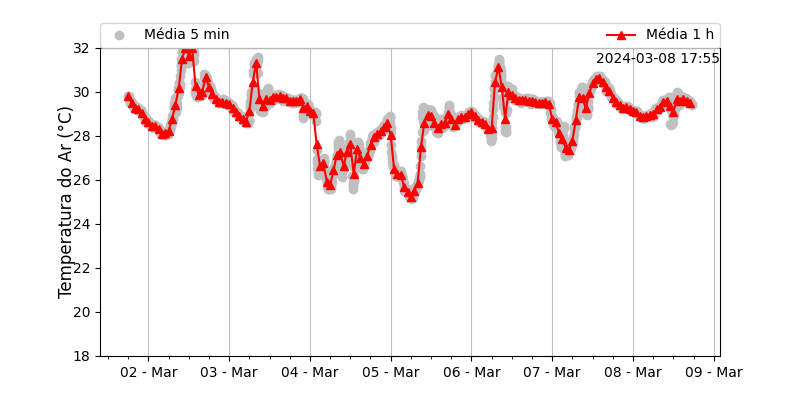 Média 5 min
Média 1 h
2024-03-08 17:55
Temperatura do Ar (°C)
32
30
28
26
24
22
20
18
02 - Mar
03 - Mar
04 - Mar
05 - Mar
06 - Mar
07 - Mar
08 - Mar
09 - Mar